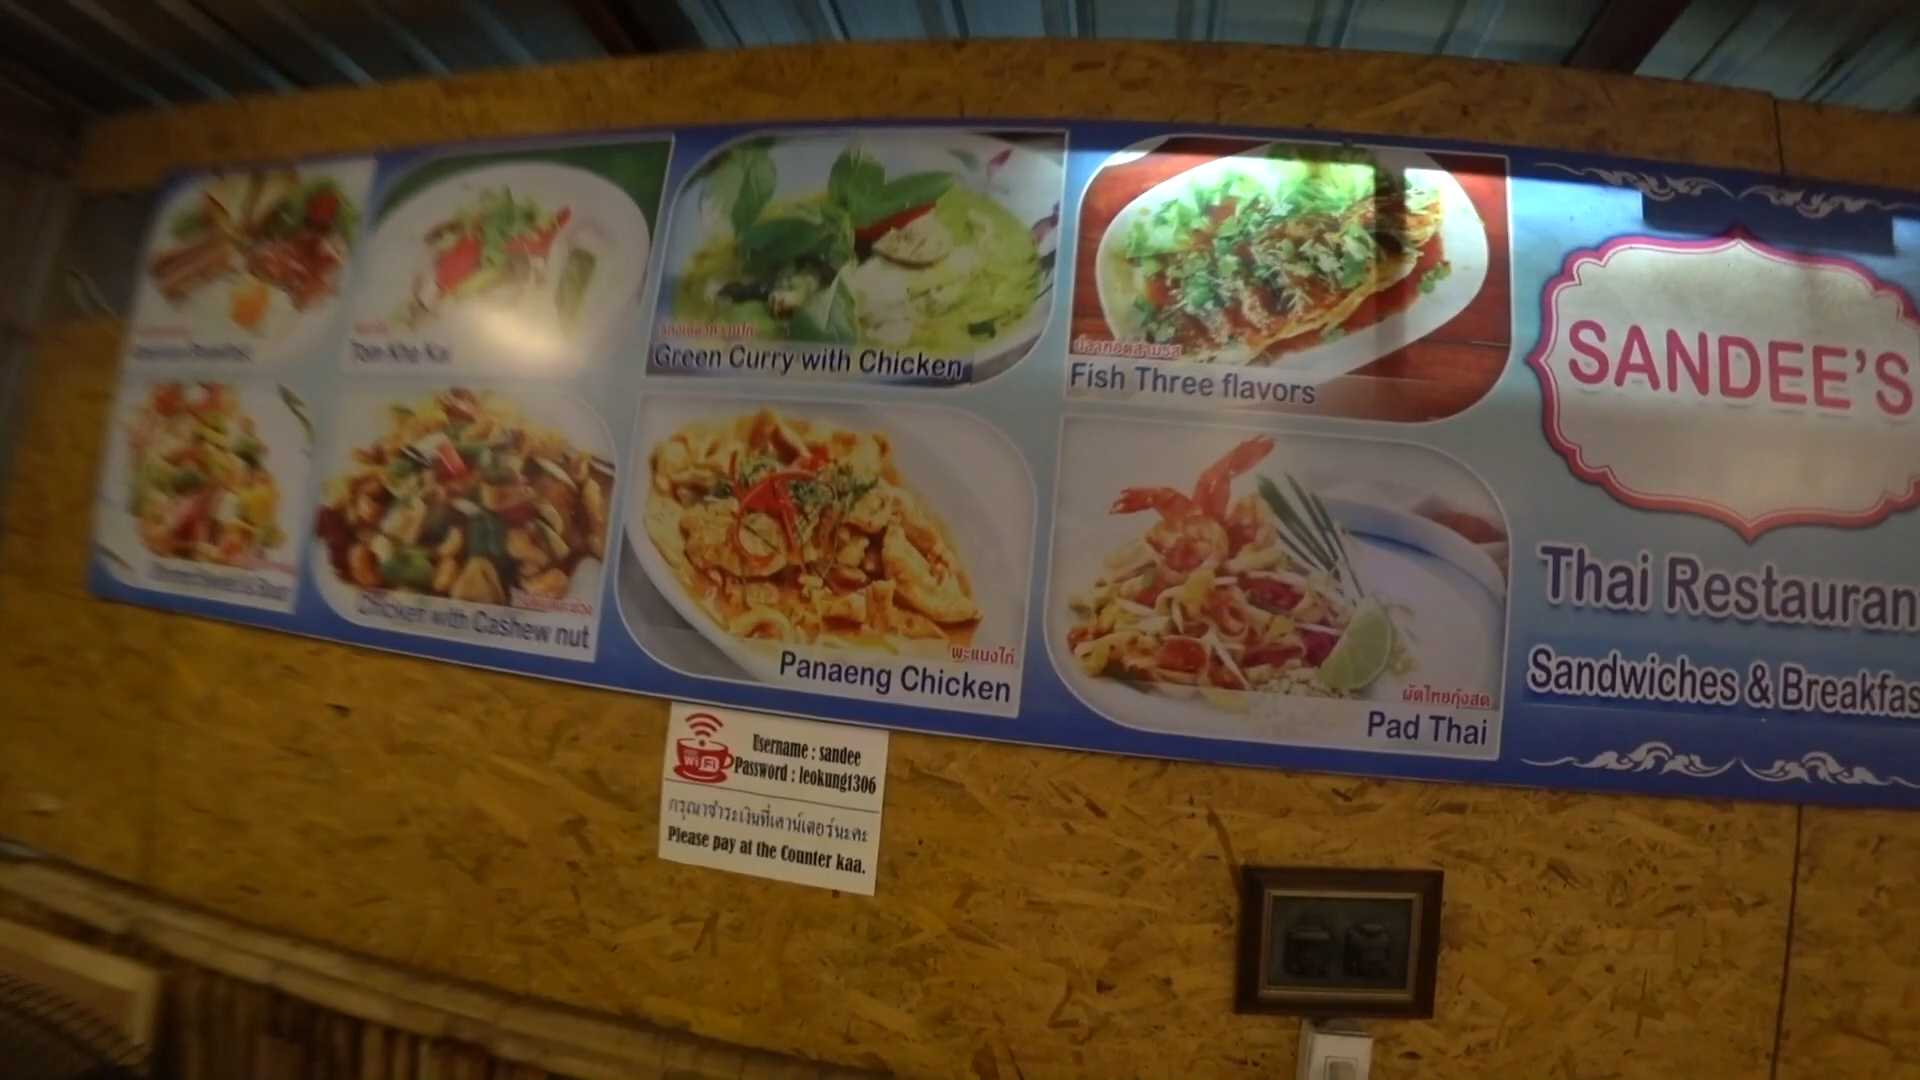 Tom Kha Kai
แกงเขียวหวานไก่
Green Curry with Chicken
ปลาทอดสามรส
Fish Three flavors
SANDEE'S
Chicken with Cashew nut
พะแนงไก่
Panaeng Chicken
ผัดไทยกุ้งสด
Pad Thai
Thai Restauran
Sandwiches & Breakfas
WiFi
Username : sandee
Password : leokung1306
กรุณาชำระเงินที่เคาน์เตอร์นะคะ
Please pay at the Counter kaa.